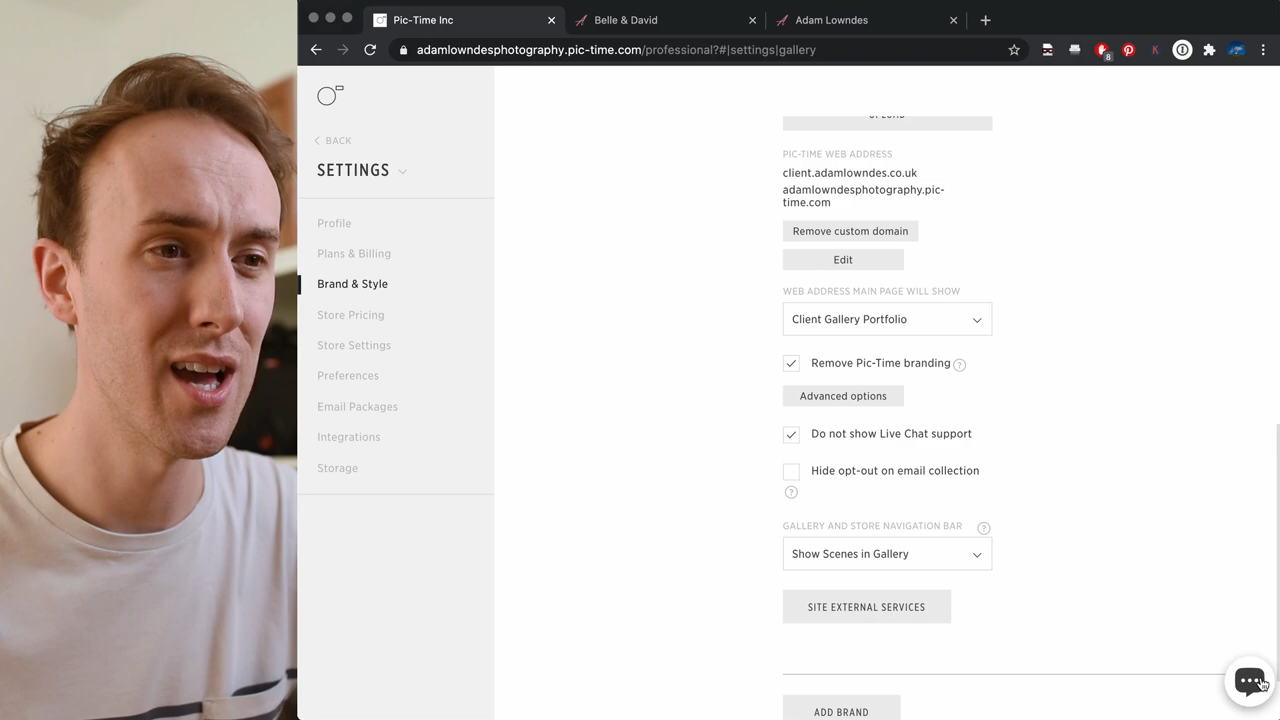 Pic-Time Inc
Belle & David
Adam Lowndes
adamlowndesphotography.pic-time.com/professional?#|settings|gallery
8
K
BACK
SETTINGS
Profile
Plans & Billing
Brand & Style
Store Pricing
Store Settings
Preferences
Email Packages
Integrations
Storage
UPLOAD
PIC-TIME WEB ADDRESS
client.adamlowndes.co.uk
adamlowndesphotography.pic-
time.com
Remove custom domain
Edit
WEB ADDRESS MAIN PAGE WILL SHOW
Client Gallery Portfolio
Remove Pic-Time branding ?
Advanced options
Do not show Live Chat support
Hide opt-out on email collection
?
GALLERY AND STORE NAVIGATION BAR ?
Show Scenes in Gallery
SITE EXTERNAL SERVICES
ADD BRAND